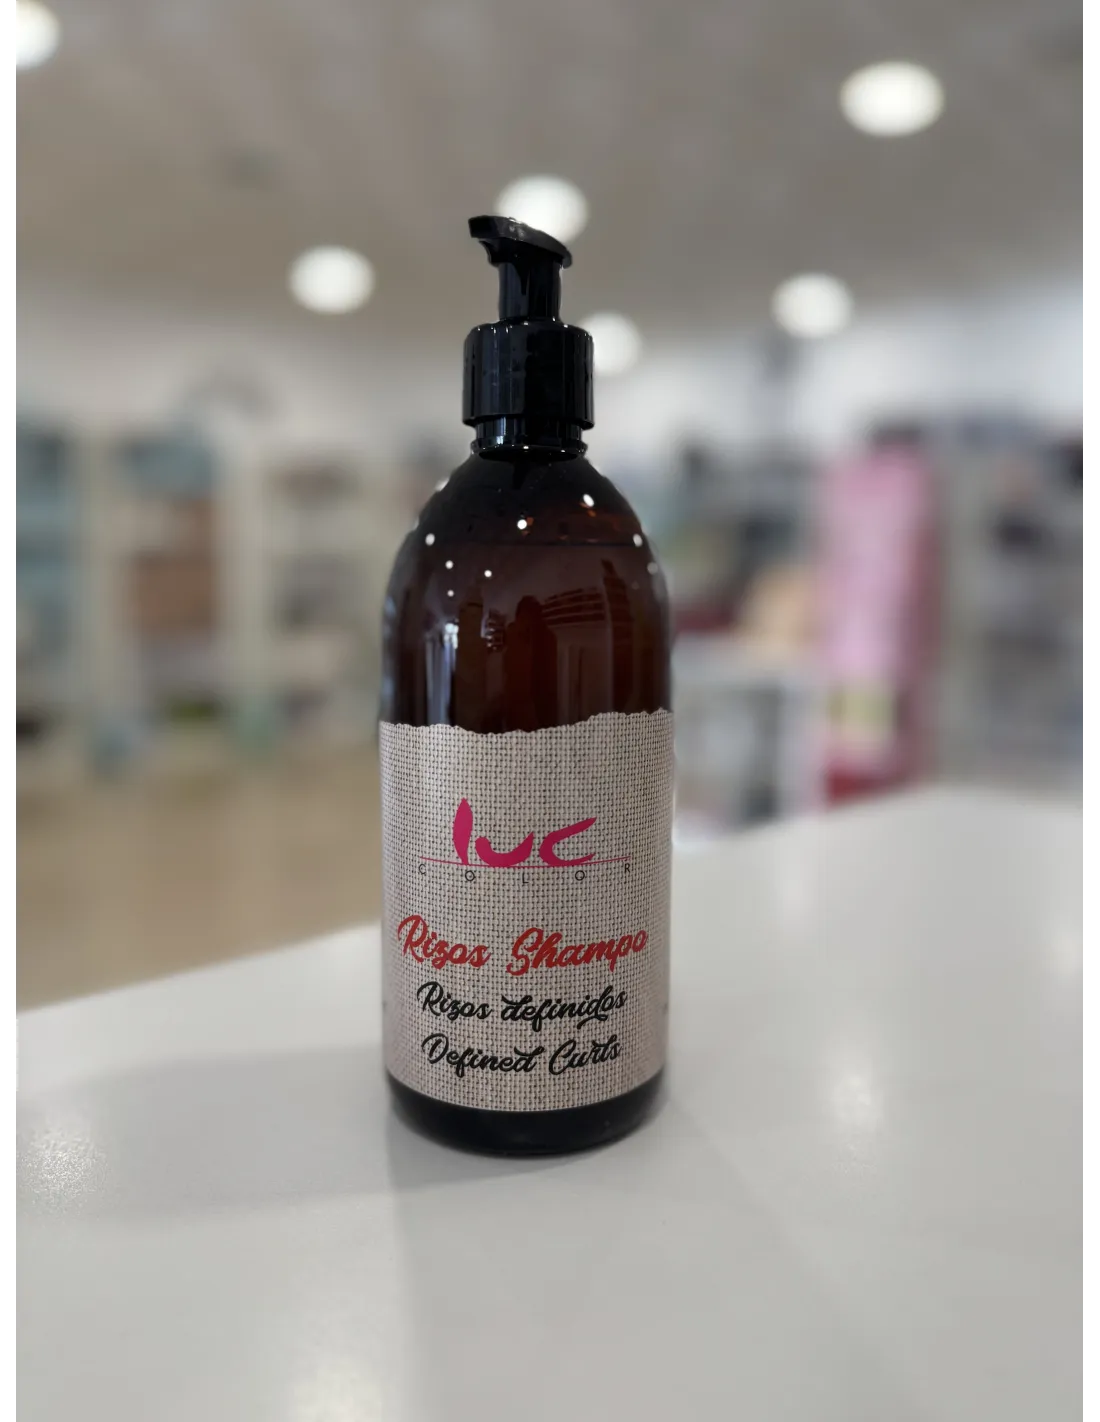 luc
COLOR
Rizos Shampo
Rizos definidos
Defined Curls